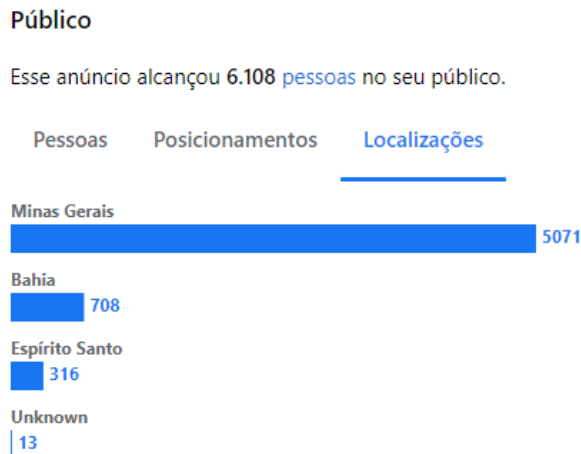 Público
Esse anúncio alcançou 6.108 pessoas no seu público.
Pessoas Posicionamentos Localizações
Minas Gerais
5071
Bahia
708
Espírito Santo
316
Unknown
13